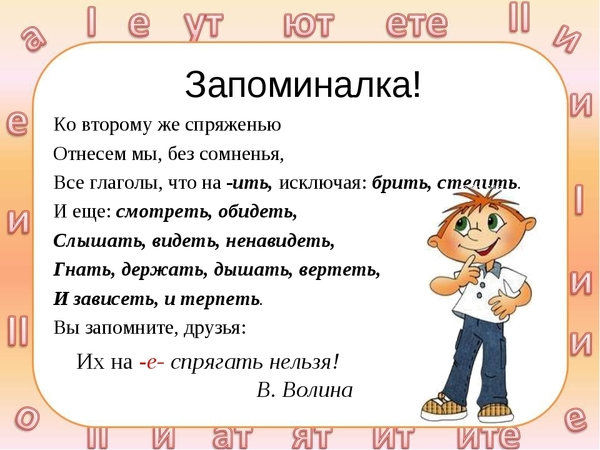 а I е ут ют ете II и
Запоминалка!
Ко второму же спряженью
Отнесем мы, без сомненья,
Все глаголы, что на -ить, исключая: брить, стелить.
И еще: смотреть, обидеть,
Слышать, видеть, ненавидеть,
Гнать, держать, дышать, вертеть,
И зависеть, и терпеть.
Вы запомните, друзья:
Их на -е- спрягать нельзя!
В. Волина
е
и
II
и
I
и
и
о II и ат ят ит ите е